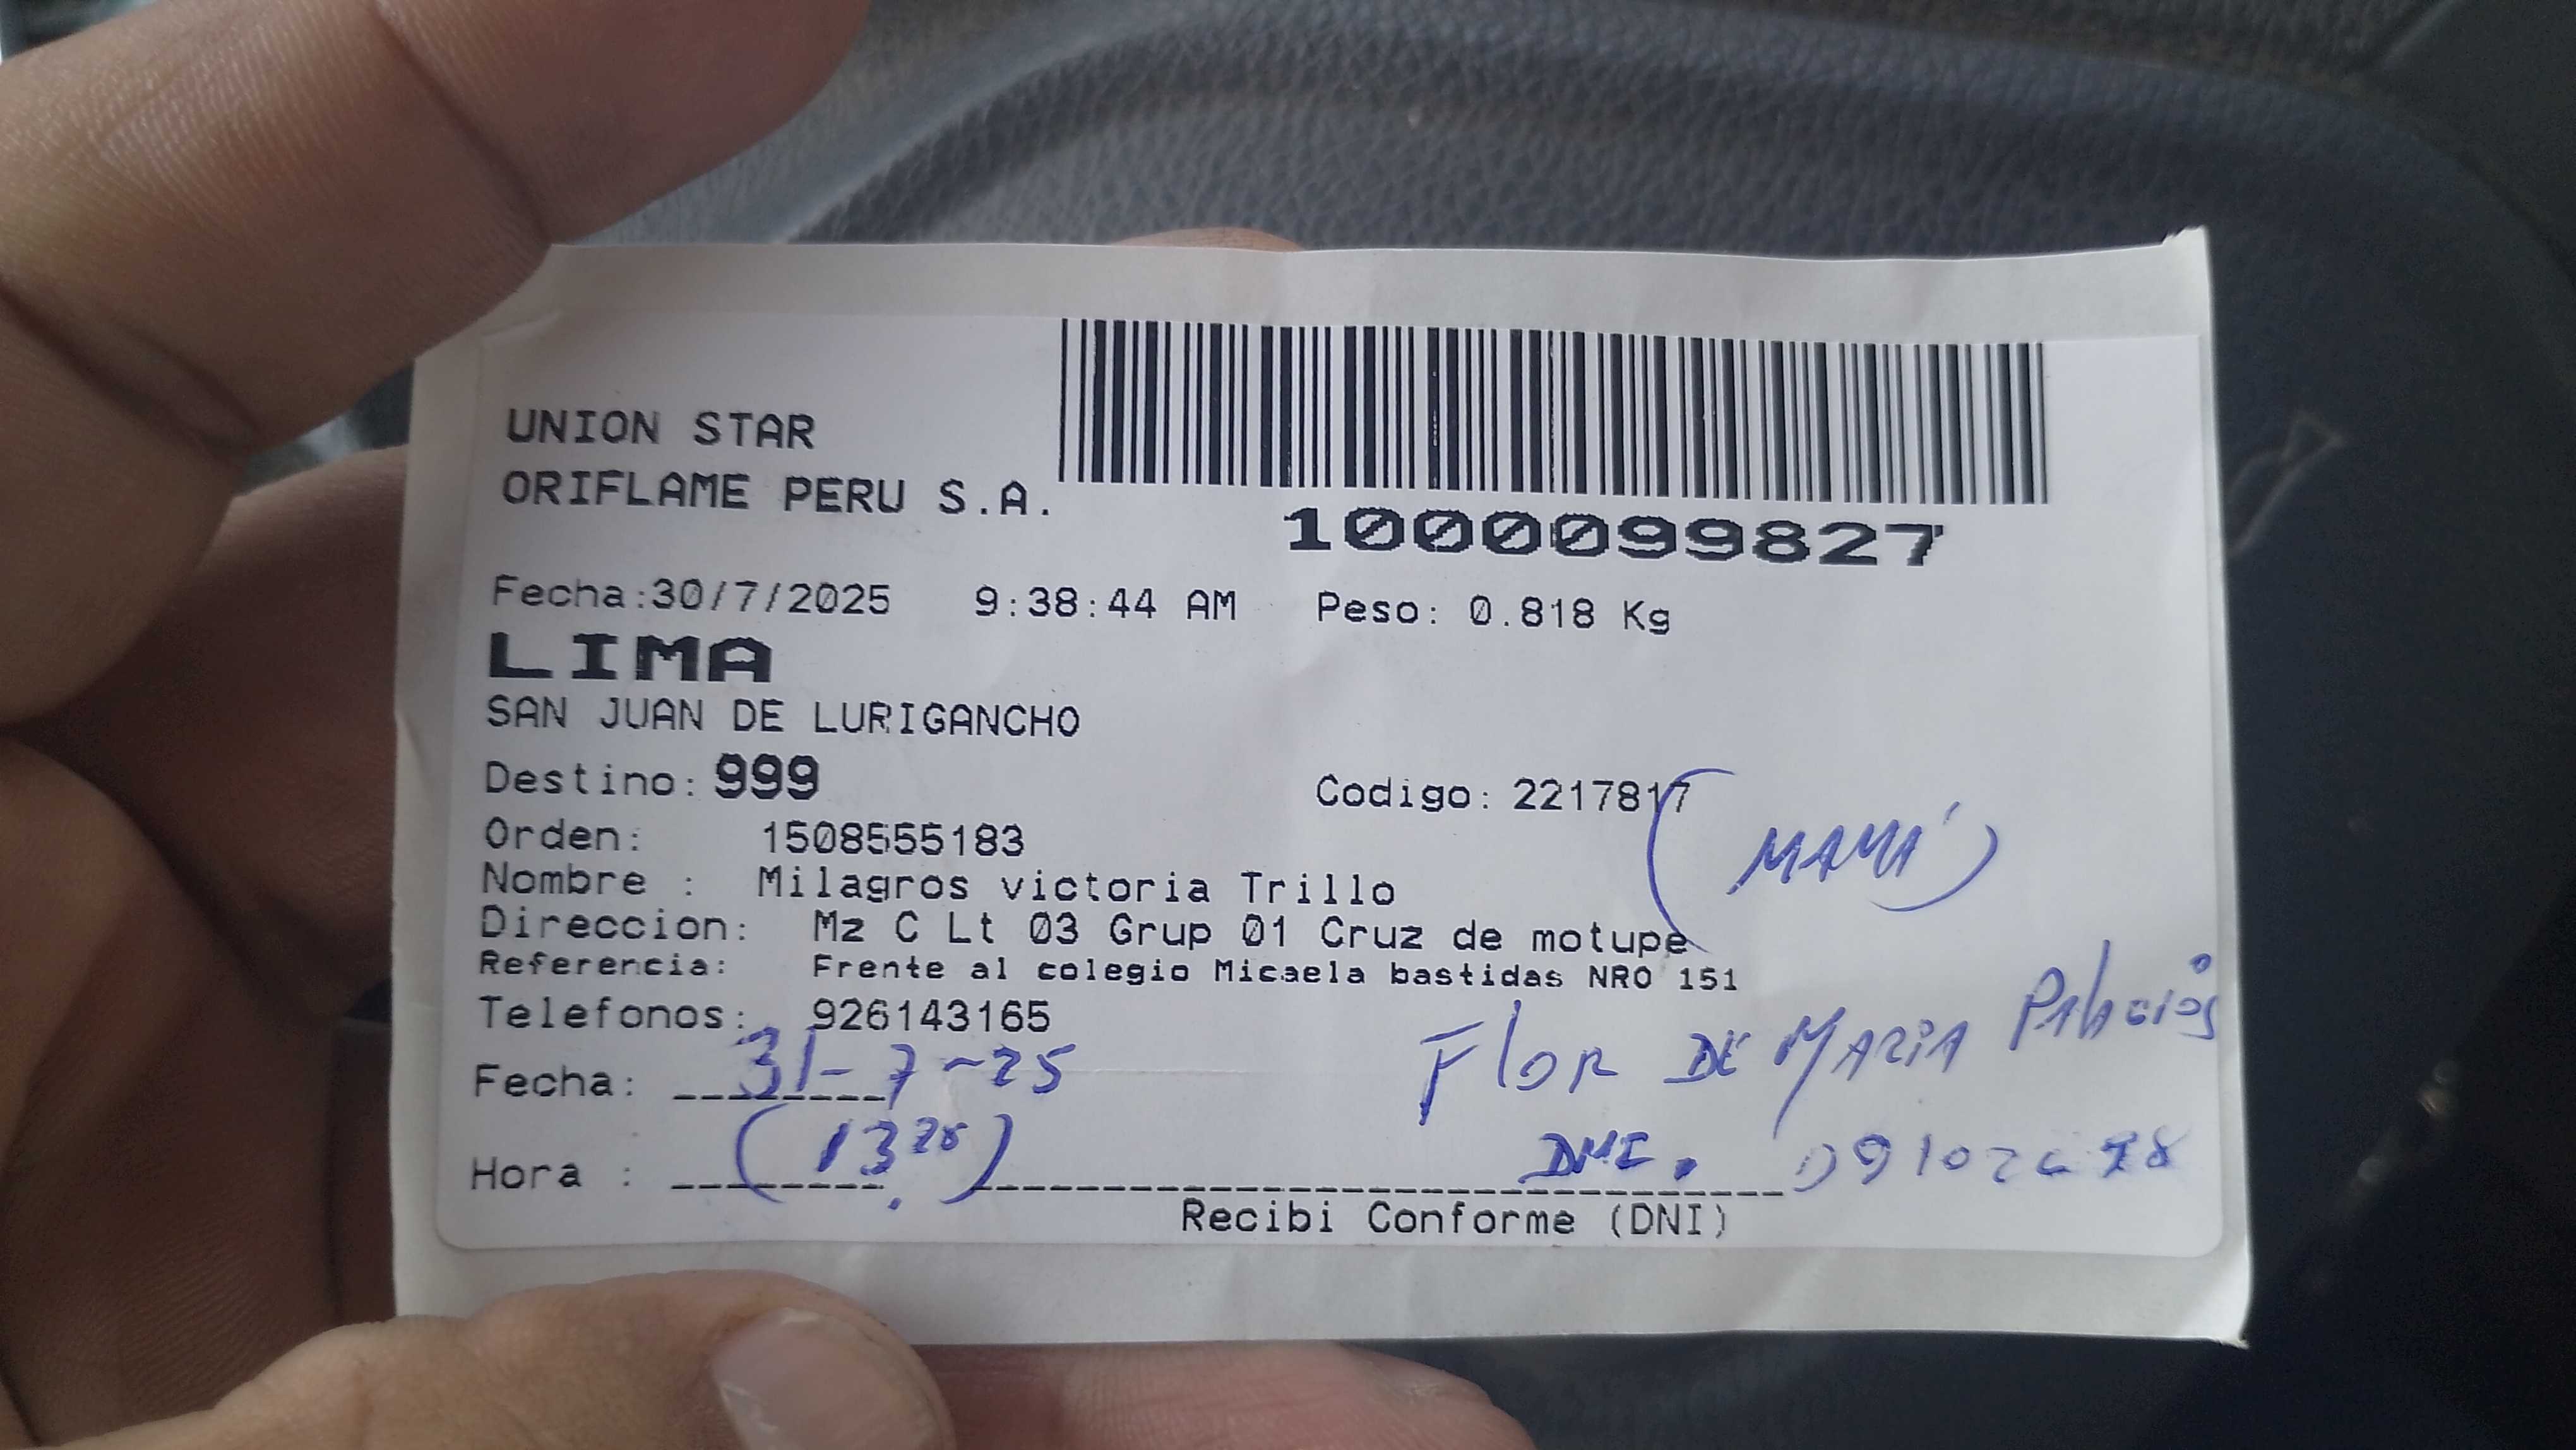 UNION STAR
ORIFLAME PERU S.A.
1000099827
Fecha:30/7/2025 9:38:44 AM Peso: 0.818 Kg
LIMA
SAN JUAN DE LURIGANCHO
Destino: 999 Codigo: 2217817
Orden: 1508555183
(MAMÁ)
Nombre : Milagros victoria Trillo
Direccion: Mz C Lt 03 Grup 01 Cruz de motupe
Referencia: Frente al colegio Micaela bastidas NRO 151
Telefonos: 926143165
FloR DE MARIA PAlAciOS
Fecha: 31-7-25
DNI.
Hora :
Recibi Conforme (DNI)